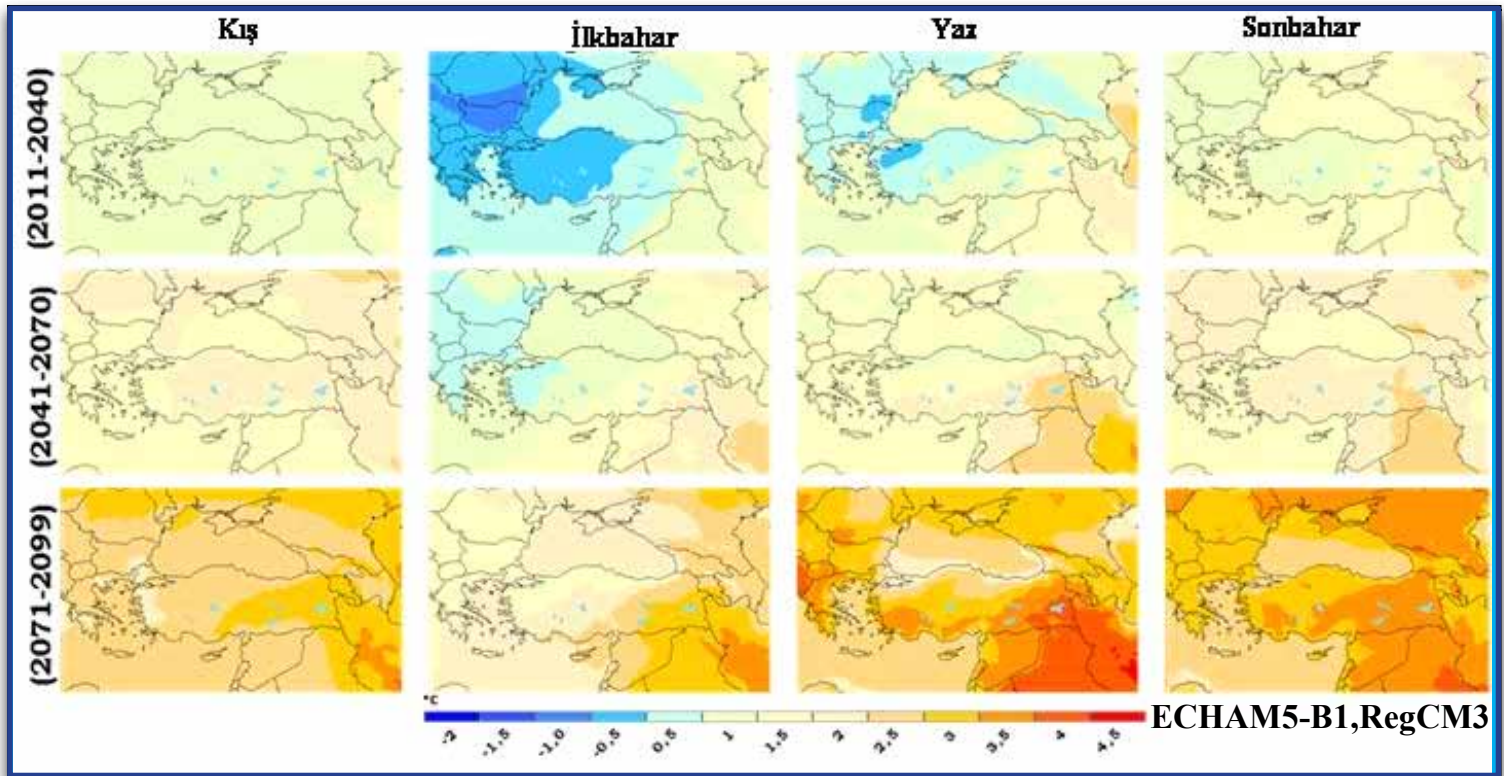 Kış İlkbahar Yaz Sonbahar
(2011-2040)
(2041-2070)
(2071-2099)
°C
-2 -1,5 -1,0 -0,5 0,5 1 1,5 2 2,5 3 3,5 4 4,5
ECHAM5-B1,RegCM3